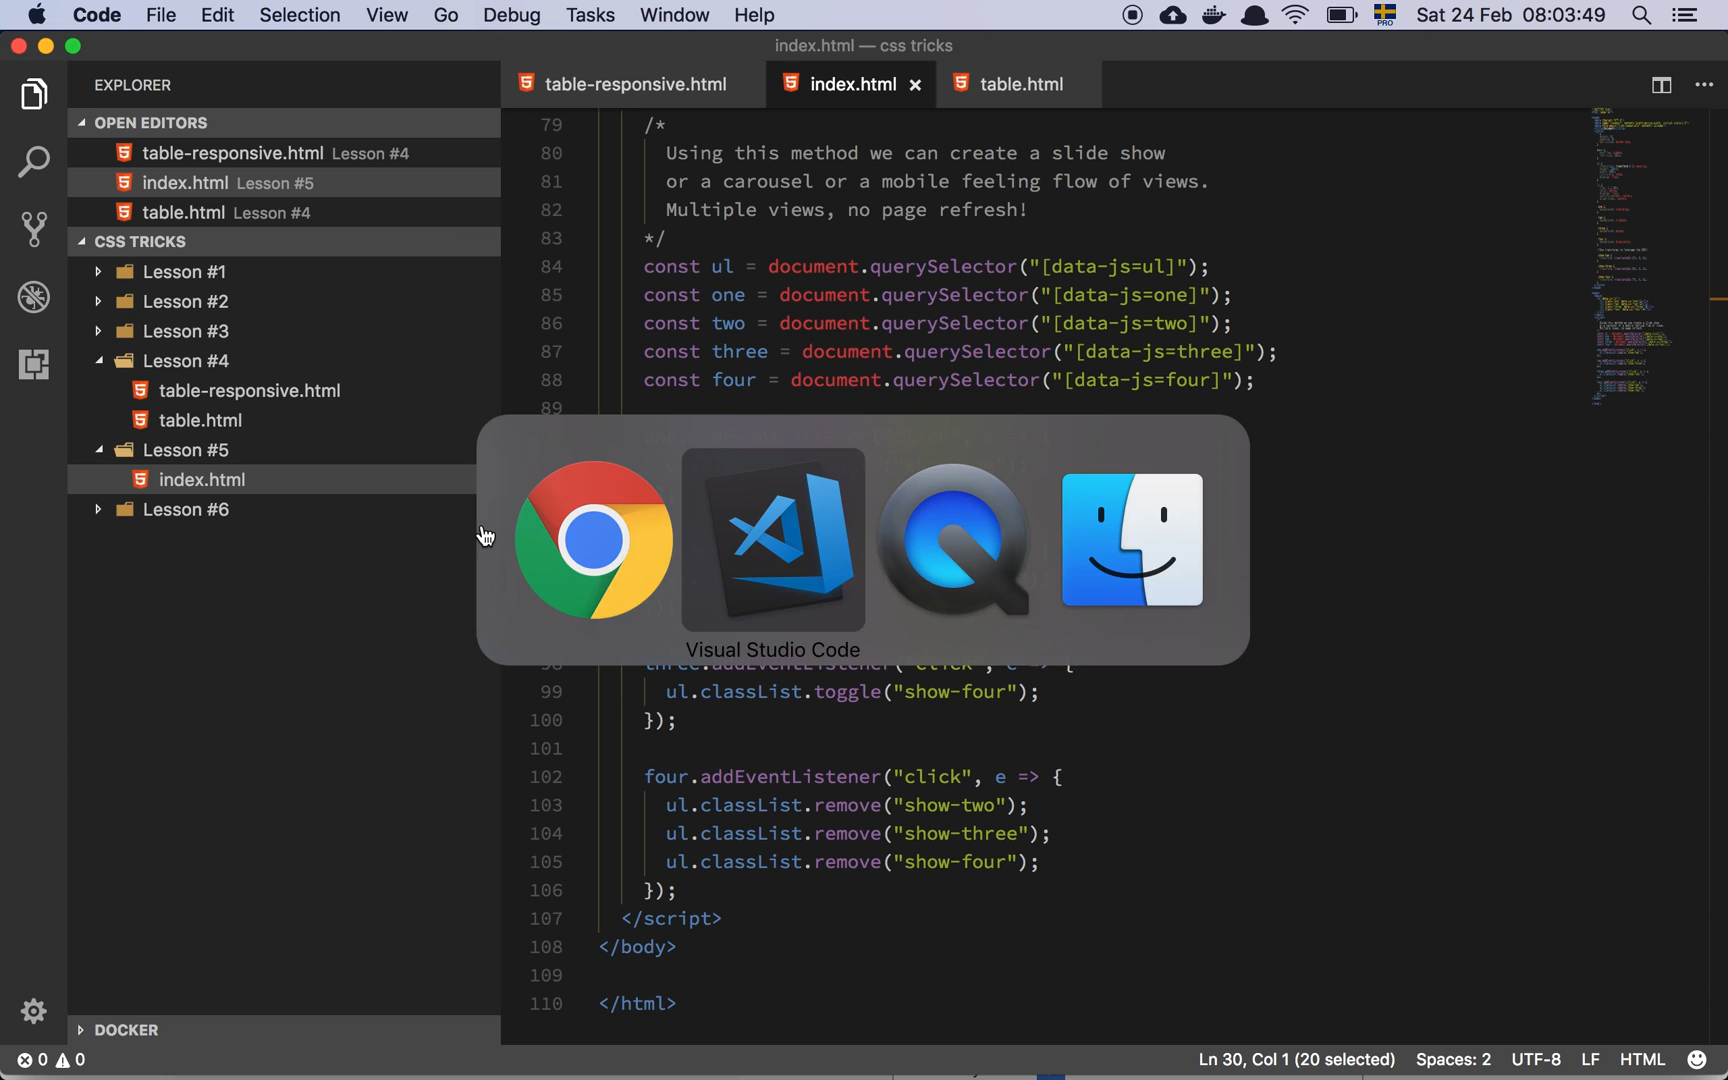 Code File Edit Selection View Go Debug Tasks Window Help
PRO
Sat 24 Feb 08:03:49
index.html — css tricks
EXPLORER
OPEN EDITORS
table-responsive.html Lesson #4
index.html Lesson #5
table.html Lesson #4
CSS TRICKS
Lesson #1
Lesson #2
Lesson #3
Lesson #4
table-responsive.html
table.html
Lesson #5
index.html
Lesson #6
DOCKER
table-responsive.html
index.html
table.html
79 /*
80 Using this method we can create a slide show
81 or a carousel or a mobile feeling flow of views.
82 Multiple views, no page refresh!
83 */
84 const ul = document.querySelector("[data-js=ul]");
85 const one = document.querySelector("[data-js=one]");
86 const two = document.querySelector("[data-js=two]");
87 const three = document.querySelector("[data-js=three]");
88 const four = document.querySelector("[data-js=four]");
89
Visual Studio Code
98 three.addEventListener("click", e => {
99 ul.classList.toggle("show-four");
100 });
101
102 four.addEventListener("click", e => {
103 ul.classList.remove("show-two");
104 ul.classList.remove("show-three");
105 ul.classList.remove("show-four");
106 });
107 </script>
108 </body>
109
110 </html>
0 0
Ln 30, Col 1 (20 selected) Spaces: 2 UTF-8 LF HTML